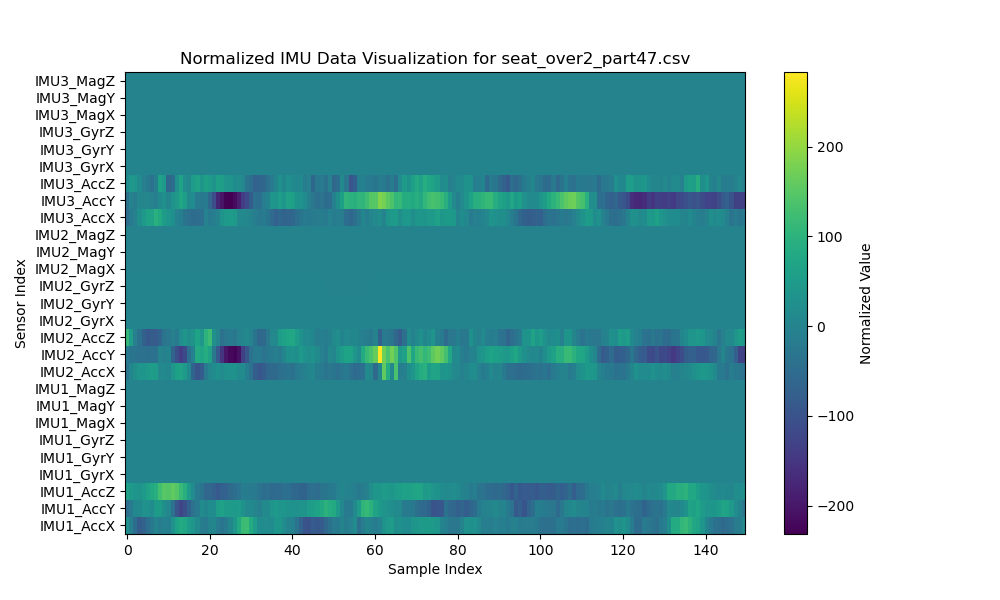 Normalized IMU Data Visualization for seat_over2_part47.csv
IMU3_MagZ
IMU3_MagY
IMU3_MagX
IMU3_GyrZ
IMU3_GyrY
IMU3_GyrX
IMU3_AccZ
IMU3_AccY
IMU3_AccX
IMU2_MagZ
IMU2_MagY
IMU2_MagX
IMU2_GyrZ
IMU2_GyrY
IMU2_GyrX
IMU2_AccZ
IMU2_AccY
IMU2_AccX
IMU1_MagZ
IMU1_MagY
IMU1_MagX
IMU1_GyrZ
IMU1_GyrY
IMU1_GyrX
IMU1_AccZ
IMU1_AccY
IMU1_AccX
Sensor Index
0 20 40 60 80 100 120 140
Sample Index
200
100
0
−100
−200
Normalized Value